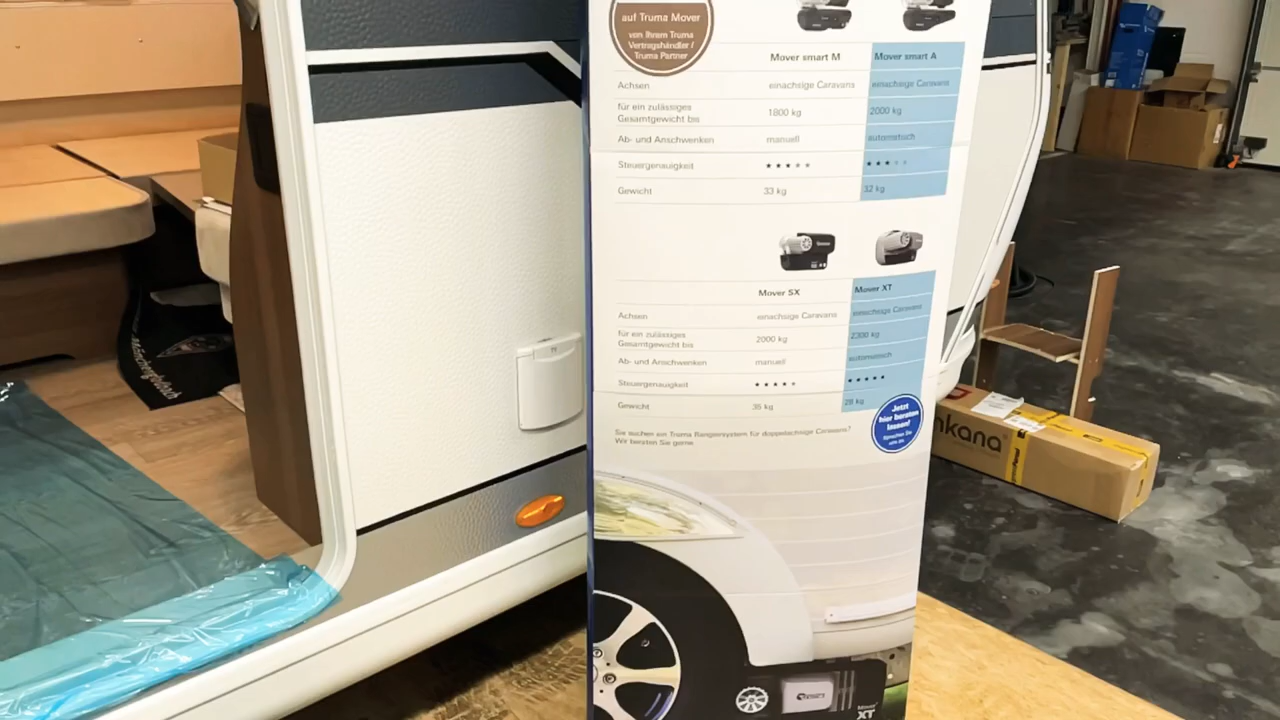 auf Truma Mover
von Ihrem Truma
Vertragshändler /
Truma Partner
Mover smart M Mover smart A
Achsen einachsige Caravans einachsige Caravans
für ein zulässiges
Gesamtgewicht bis 1800 kg 2000 kg
Ab- und Anschwenken manuell automatisch
Steuergenauigkeit
Gewicht 33 kg 32 kg
Mover SX Mover XT
Achsen einachsige Caravans einachsige Caravans
für ein zulässiges
Gesamtgewicht bis 2000 kg 2300 kg
Ab- und Anschwenken manuell automatisch
Steuergenauigkeit
Gewicht 35 kg 28 kg
Jetzt
hier beraten
lassen!
Sprechen Sie
uns an.
Sie suchen ein Truma Rangiersystem für doppelachsige Caravans?
Wir beraten Sie gerne.
nkana
Mover
XT